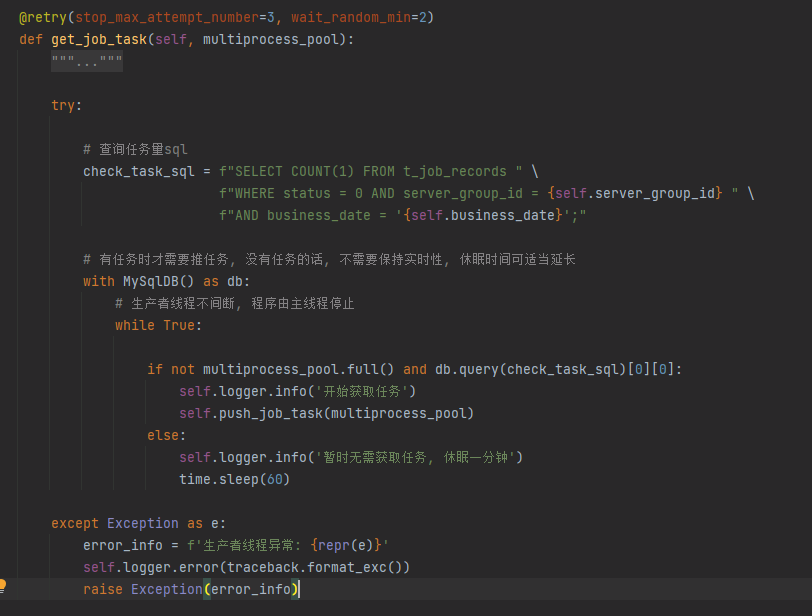 @retry(stop_max_attempt_number=3, wait_random_min=2)
def get_job_task(self, multiprocess_pool):
"""..."""
try:
# 查询任务量sql
check_task_sql = f"SELECT COUNT(1) FROM t_job_records " \
f"WHERE status = 0 AND server_group_id = {self.server_group_id} " \
f"AND business_date = '{self.business_date}';"
# 有任务时才需要推任务, 没有任务的话, 不需要保持实时性, 休眠时间可适当延长
with MySqlDB() as db:
# 生产者线程不间断, 程序由主线程停止
while True:
if not multiprocess_pool.full() and db.query(check_task_sql)[0][0]:
self.logger.info('开始获取任务')
self.push_job_task(multiprocess_pool)
else:
self.logger.info('暂时无需获取任务, 休眠一分钟')
time.sleep(60)
except Exception as e:
error_info = f'生产者线程异常: {repr(e)}'
self.logger.error(traceback.format_exc())
raise Exception(error_info)